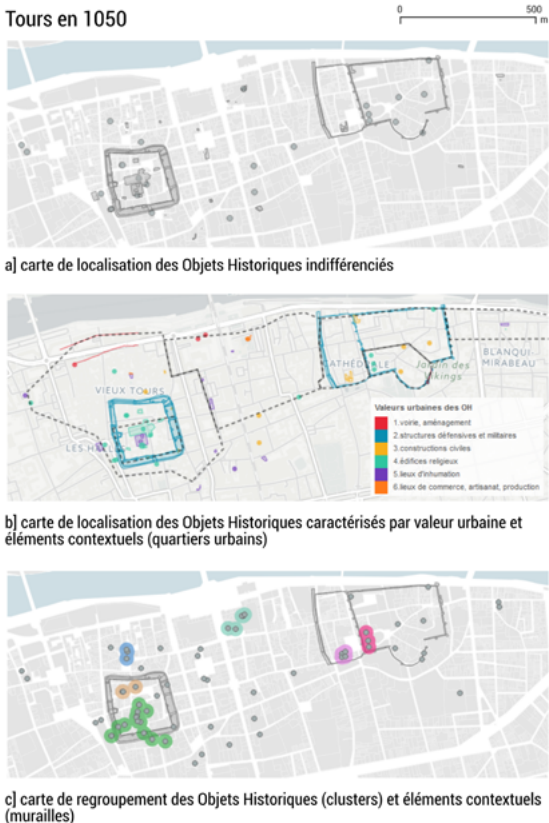 Tours en 1050
0 500
m
a] carte de localisation des Objets Historiques indifférenciés
VIEUX TOURS
LES HALLES
CATHÉDRALE
Jardin des
Vikings
BLANQUI-
MIRABEAU
Valeurs urbaines des OH
1.voirie, aménagement
2.structures défensives et militaires
3.constructions civiles
4.édifices religieux
5.lieux d'inhumation
6.lieux de commerce, artisanat, production
b] carte de localisation des Objets Historiques caractérisés par valeur urbaine et
éléments contextuels (quartiers urbains)
c] carte de regroupement des Objets Historiques (clusters) et éléments contextuels
(murailles)